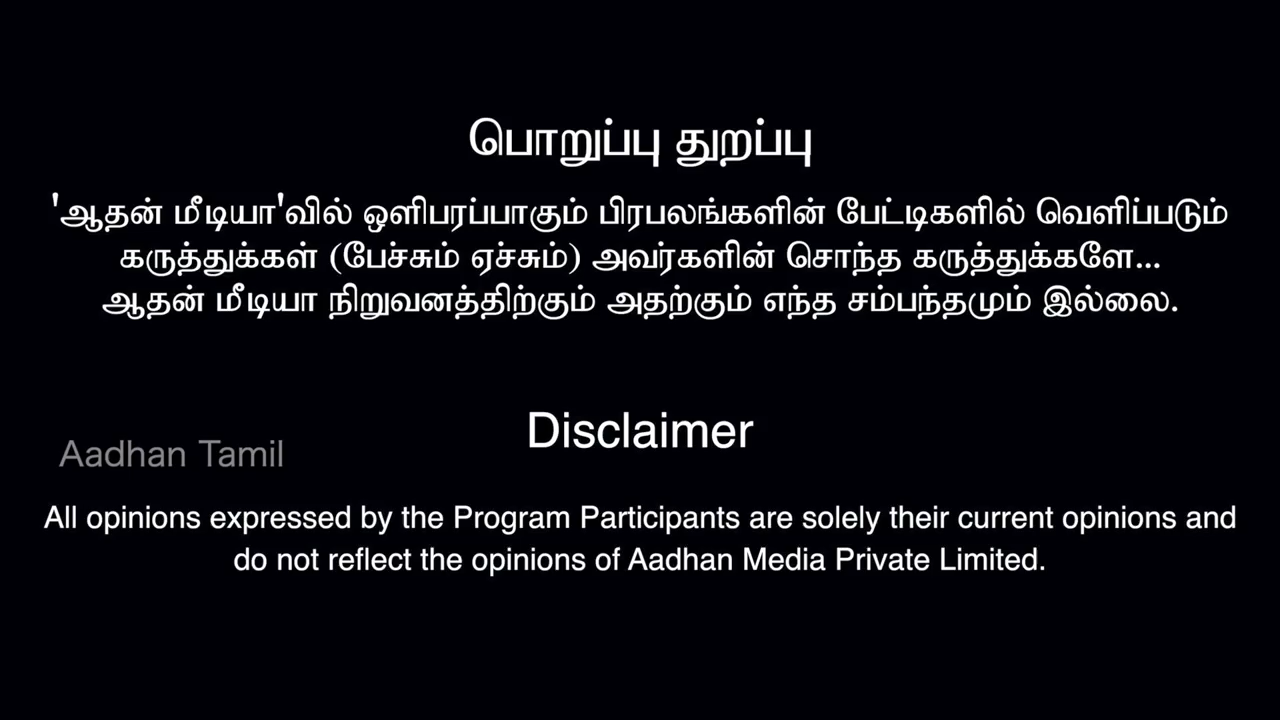 பொறுப்பு துறப்பு
'ஆதன் மீடியா'வில் ஒளிபரப்பாகும் பிரபலங்களின் பேட்டிகளில் வெளிப்படும்
கருத்துக்கள் (பேச்சும் ஏச்சும்) அவர்களின் சொந்த கருத்துக்களே...
ஆதன் மீடியா நிறுவனத்திற்கும் அதற்கும் எந்த சம்பந்தமும் இல்லை.
Disclaimer
Aadhan Tamil
All opinions expressed by the Program Participants are solely their current opinions and
do not reflect the opinions of Aadhan Media Private Limited.